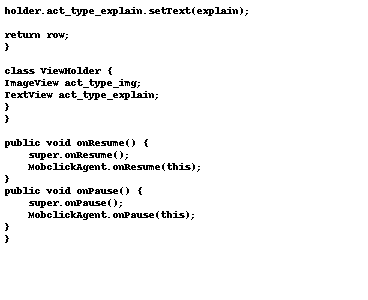 holder.act_type_explain.setText(explain);
return row;
}
class ViewHolder {
ImageView act_type_img;
TextView act_type_explain;
}
}
public void onResume() {
super.onResume();
MobclickAgent.onResume(this);
}
public void onPause() {
super.onPause();
MobclickAgent.onPause(this);
}
}